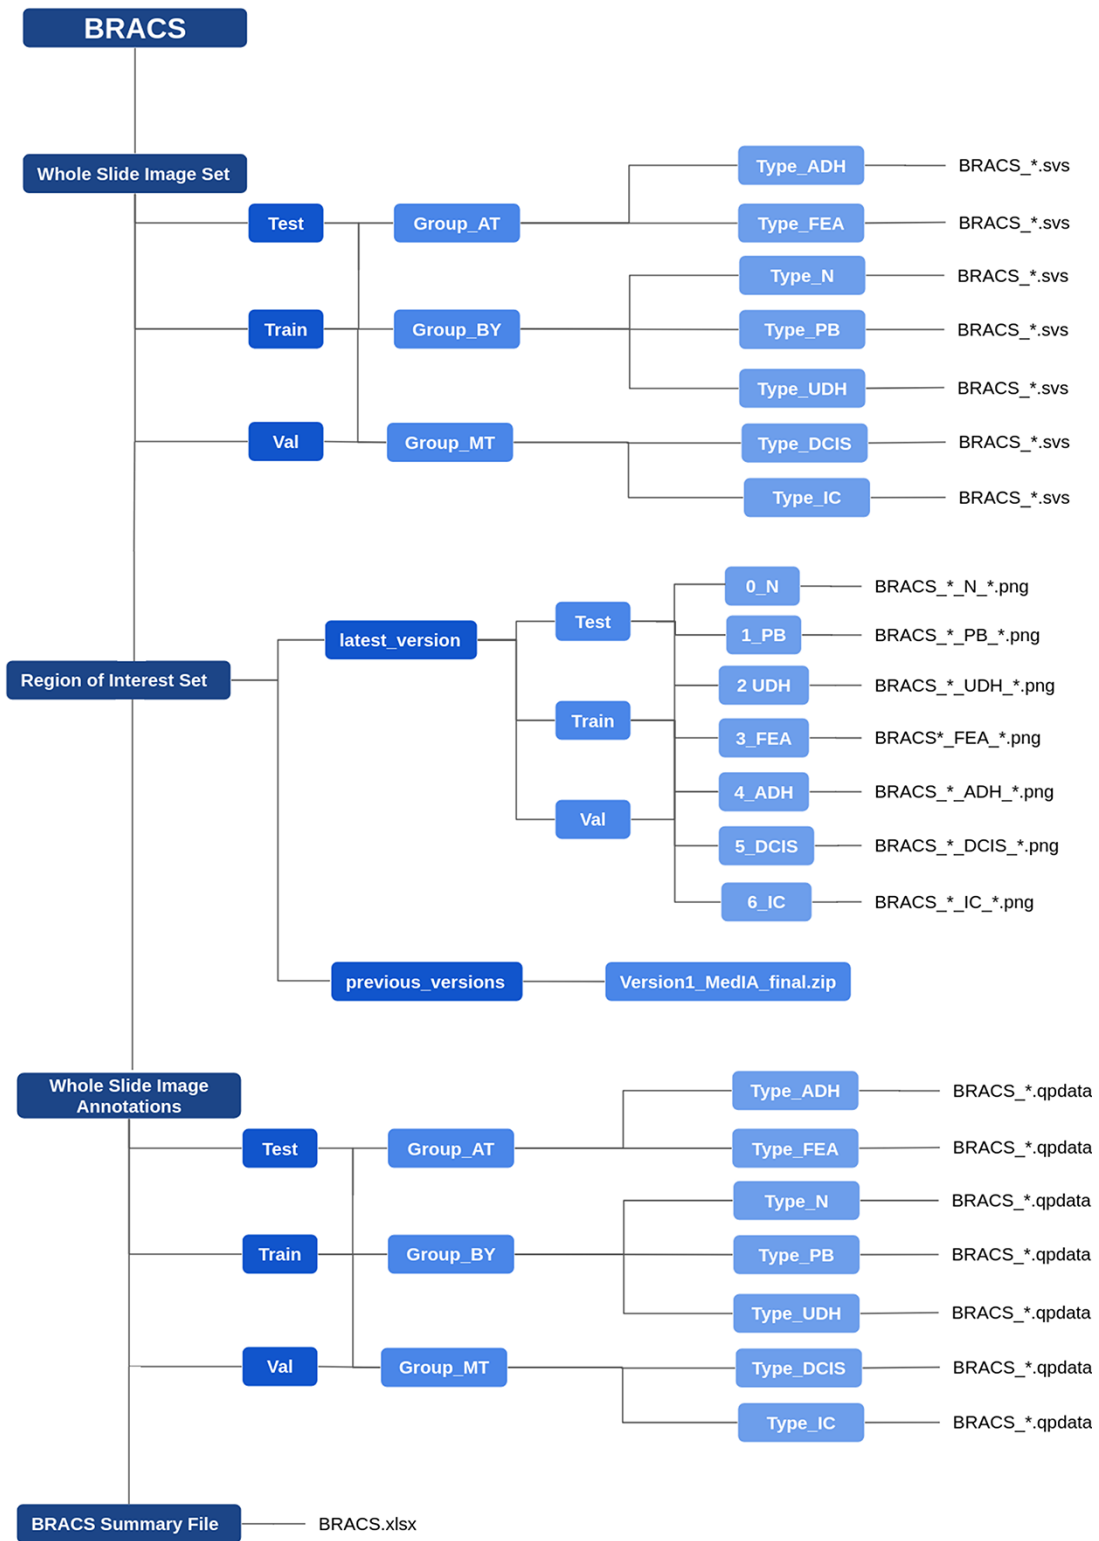 BRACS
Whole Slide Image Set
Type_ADH
BRACS_*.svs
Test
Group_AT
Type_FEA
BRACS_*.svs
Type_N
BRACS_*.svs
Train
Group_BY
Type_PB
BRACS_*.svs
Type_UDH
BRACS_*.svs
Val
Group_MT
Type_DCIS
BRACS_*.svs
Type_IC
BRACS_*.svs
Region of Interest Set
latest_version
Test
Train
Val
0_N
BRACS_*_N_*.png
1_PB
BRACS_*_PB_*.png
2 UDH
BRACS_*_UDH_*.png
3_FEA
BRACS*_FEA_*.png
4_ADH
BRACS_*_ADH_*.png
5_DCIS
BRACS_*_DCIS_*.png
6_IC
BRACS_*_IC_*.png
previous_versions
Version1_MedIA_final.zip
Whole Slide Image
Annotations
Type_ADH
BRACS_*.qpdata
Test
Group_AT
Type_FEA
BRACS_*.qpdata
Type_N
BRACS_*.qpdata
Train
Group_BY
Type_PB
BRACS_*.qpdata
Type_UDH
BRACS_*.qpdata
Val
Group_MT
Type_DCIS
BRACS_*.qpdata
Type_IC
BRACS_*.qpdata
BRACS Summary File
BRACS.xlsx